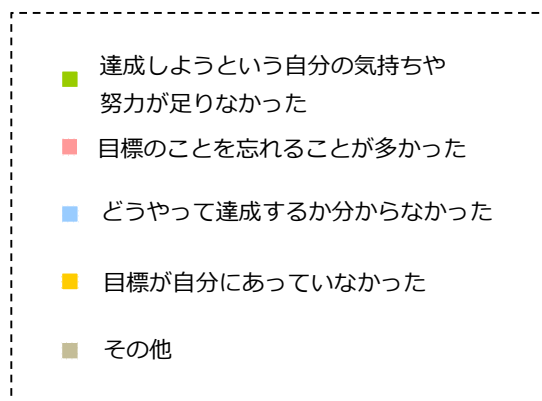 達成しようという自分の気持ちや
努力が足りなかった
目標のことを忘れることが多かった
どうやって達成するか分からなかった
目標が自分にあっていなかった
その他